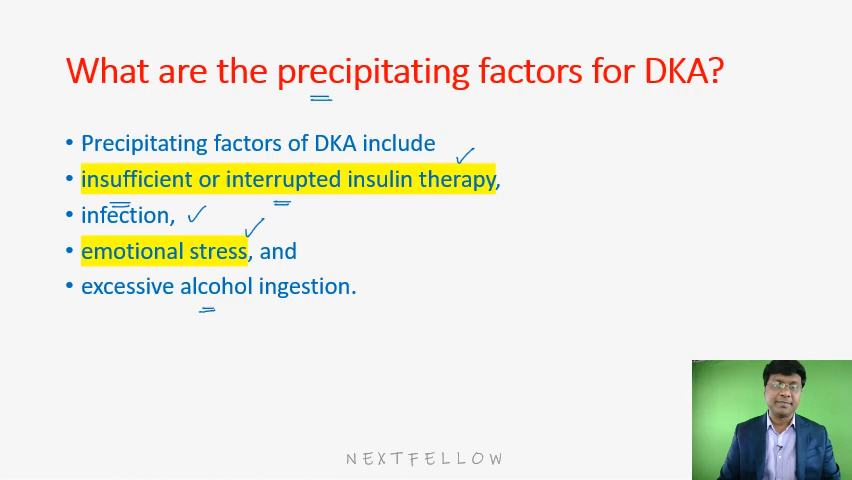 What are the precipitating factors for DKA?
• Precipitating factors of DKA include
• insufficient or interrupted insulin therapy,
• infection,
• emotional stress, and
• excessive alcohol ingestion.
NEXTFELLOW